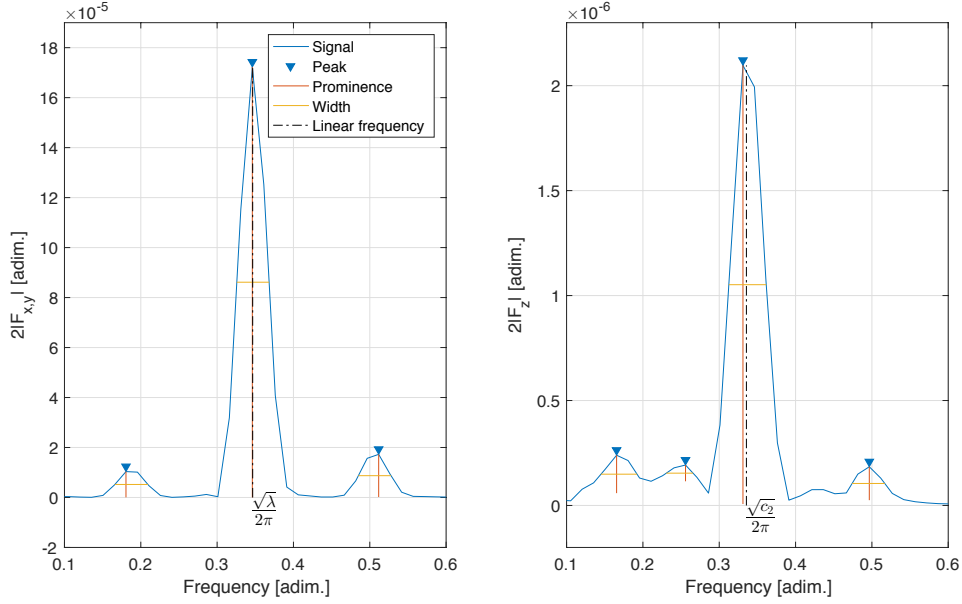 ×10⁻⁵
18
16
14
12
10
8
6
4
2
0
-2
2|F_{x,y}| [adim.]
Signal
Peak
Prominence
Width
Linear frequency
√λ
2π
0.1 0.2 0.3 0.4 0.5 0.6
Frequency [adim.]
×10⁻⁶
2
1.5
1
0.5
0
2|F_z| [adim.]
√c₂
2π
0.1 0.2 0.3 0.4 0.5 0.6
Frequency [adim.]